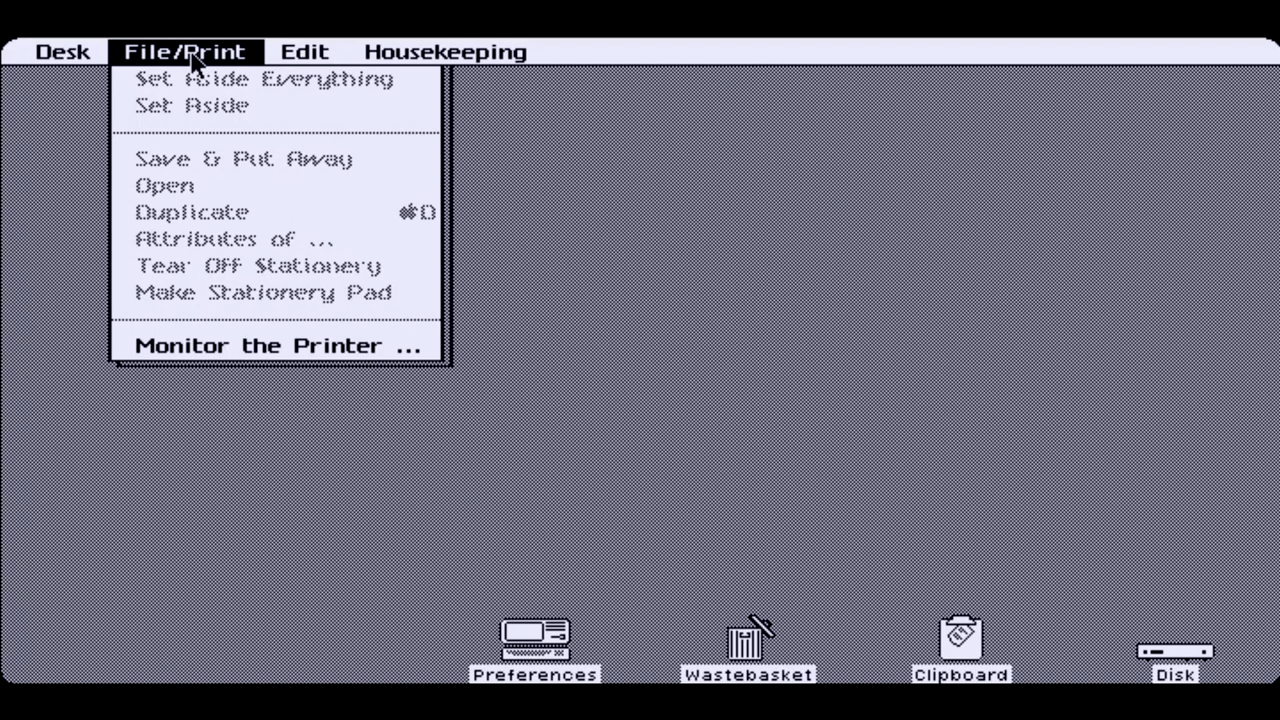 Desk File/Print Edit Housekeeping
Set Aside Everything
Set Aside
Save & Put Away
Open
Duplicate D
Attributes of ...
Tear Off Stationery
Make Stationery Pad
Monitor the Printer ...
Preferences Wastebasket Clipboard Disk